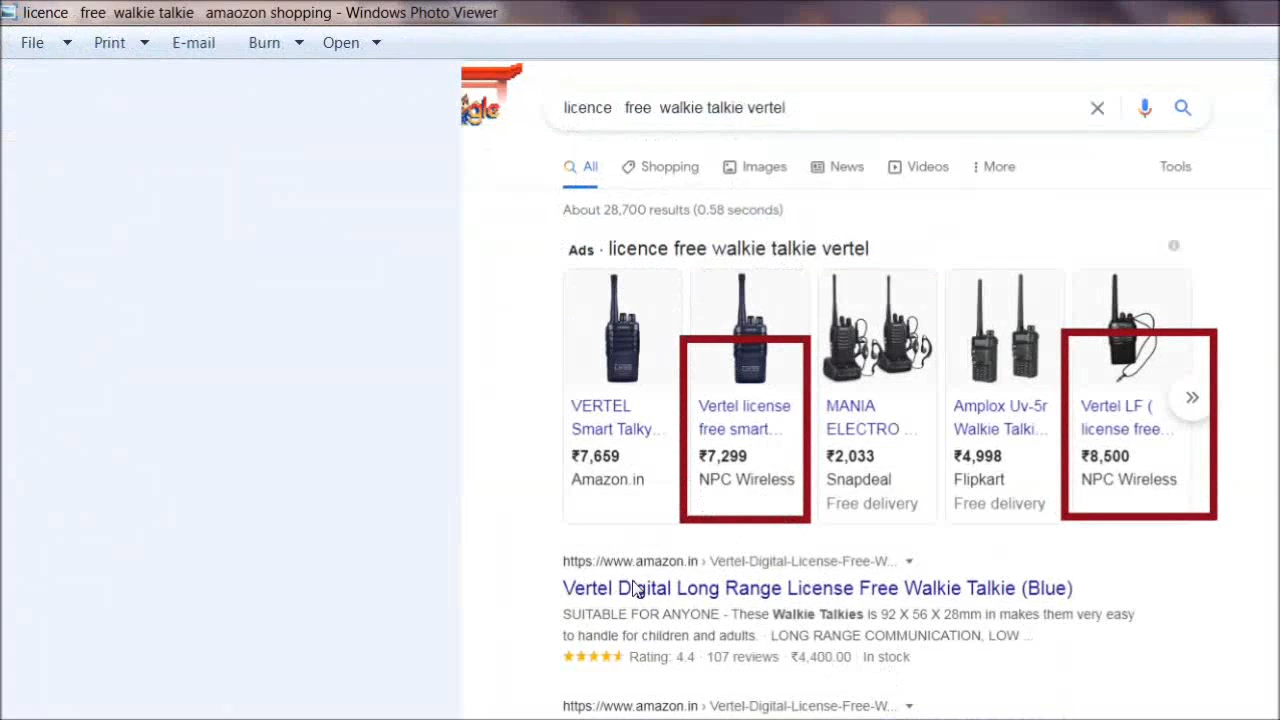 licence free walkie talkie amaozon shopping - Windows Photo Viewer
File Print E-mail Burn Open
licence free walkie talkie vertel
All Shopping Images News Videos More Tools
About 28,700 results (0.58 seconds)
Ads · licence free walkie talkie vertel
VERTEL
Smart Talky...
₹7,659
Amazon.in
Vertel license
free smart...
₹7,299
NPC Wireless
MANIA
ELECTRO ...
₹2,033
Snapdeal
Free delivery
Amplox Uv-5r
Walkie Talki...
₹4,998
Flipkart
Free delivery
Vertel LF (
license free...
₹8,500
NPC Wireless
https://www.amazon.in › Vertel-Digital-License-Free-W...
Vertel Digital Long Range License Free Walkie Talkie (Blue)
SUITABLE FOR ANYONE - These Walkie Talkies is 92 X 56 X 28mm in makes them very easy
to handle for children and adults. · LONG RANGE COMMUNICATION, LOW ...
Rating: 4.4 · 107 reviews · ₹4,400.00 · In stock
https://www.amazon.in › Vertel-Digital-License-Free-W...